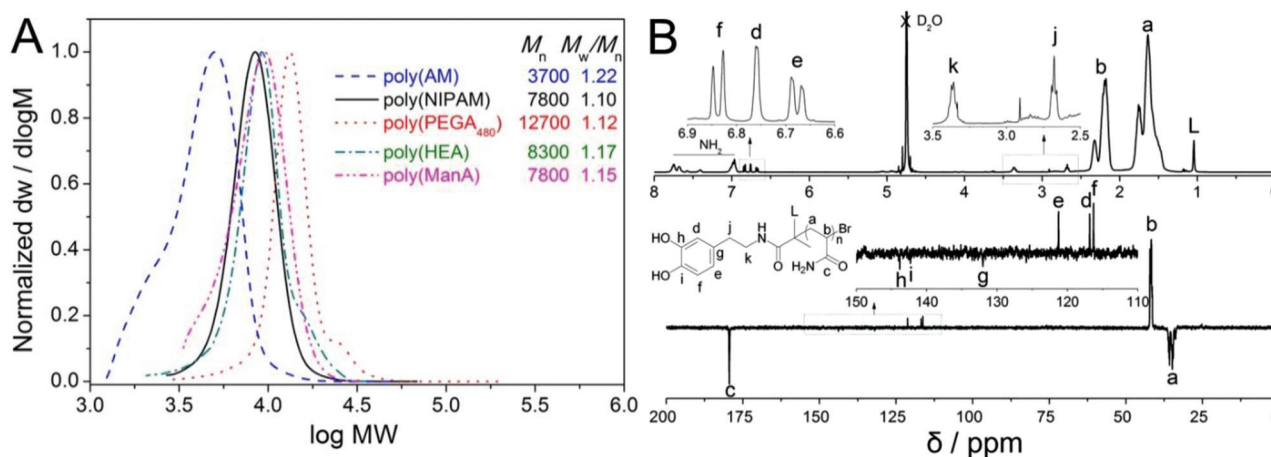 A
Normalized dw / dlogM
M_n M_w/M_n
poly(AM) 3700 1.22
poly(NIPAM) 7800 1.10
poly(PEGA₄₈₀) 12700 1.12
poly(HEA) 8300 1.17
poly(ManA) 7800 1.15
1.0
0.8
0.6
0.4
0.2
0.0
3.0 3.5 4.0 4.5 5.0 5.5 6.0
log MW
B
X D₂O
f d e
6.9 6.8 6.7 6.6
k j
3.5 3.0 2.5
a
b
L
NH₂
8 7 6 5 4 3 2 1
HO h d g j NH L a b Br n
HO i e f k O H₂N c O
e d f
h i g
150 140 130 120 110
b
c
a
200 175 150 125 100 75 50 25
δ / ppm